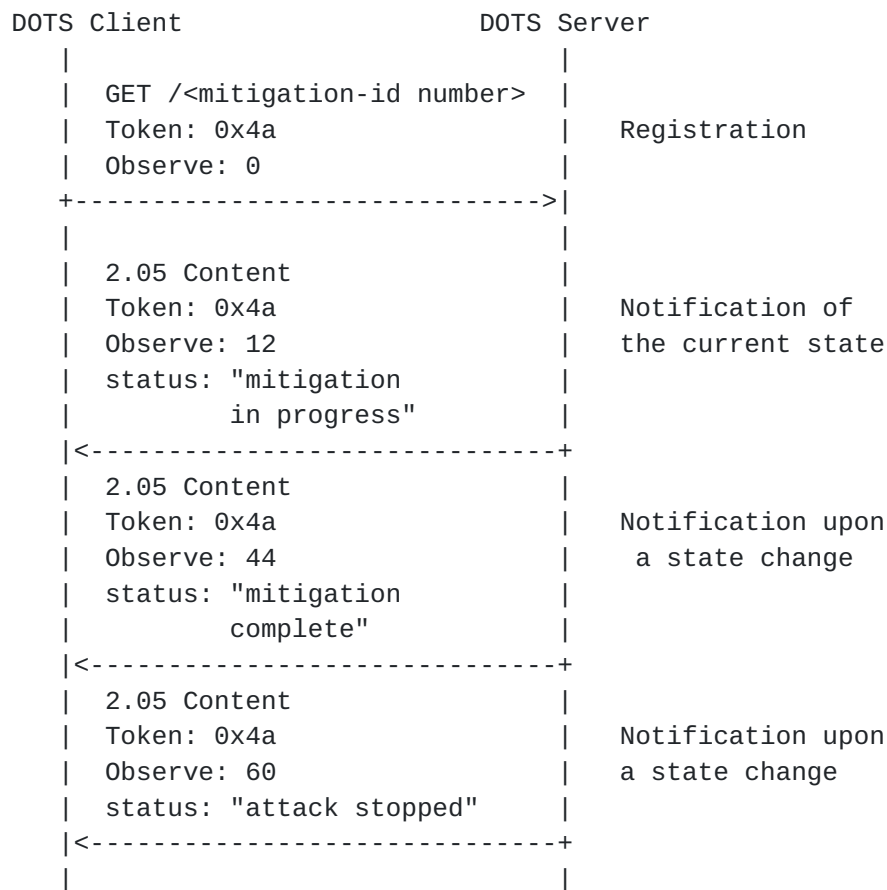 DOTS Client                   DOTS Server
   |                               |
   |  GET /<mitigation-id number>  |
   |  Token: 0x4a                  |   Registration
   |  Observe: 0                   |
   +------------------------------>|
   |                               |
   |  2.05 Content                 |
   |  Token: 0x4a                  |   Notification of
   |  Observe: 12                  |   the current state
   |  status: "mitigation          |
   |          in progress"         |
   |<------------------------------+
   |  2.05 Content                 |
   |  Token: 0x4a                  |   Notification upon
   |  Observe: 44                  |    a state change
   |  status: "mitigation          |
   |          complete"            |
   |<------------------------------+
   |  2.05 Content                 |
   |  Token: 0x4a                  |   Notification upon
   |  Observe: 60                  |   a state change
   |  status: "attack stopped"     |
   |<------------------------------+
   |                               |